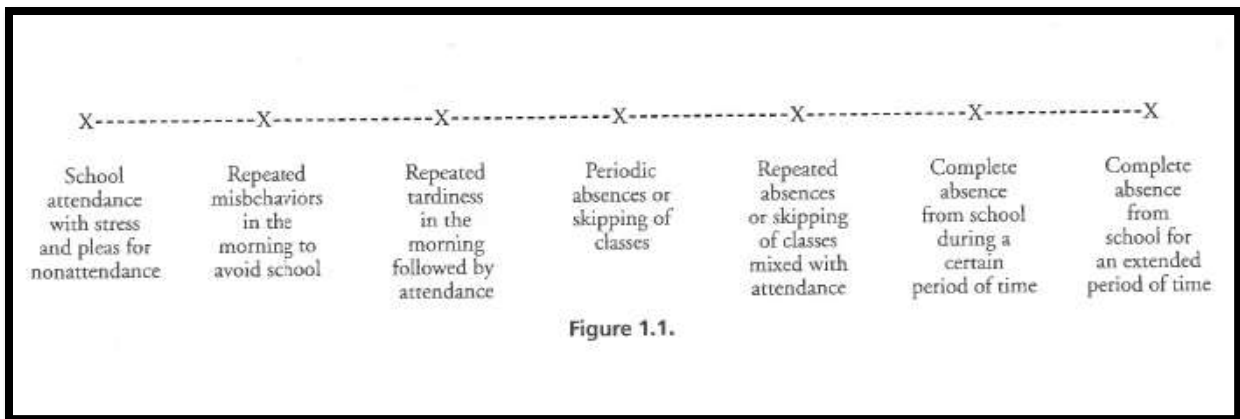 X---------------X---------------X---------------X---------------X---------------X---------------X
School
attendance
with stress
and pleas for
nonattendance
Repeated
misbehaviors
in the
morning to
avoid school
Repeated
tardiness
in the
morning
followed by
attendance
Periodic
absences or
skipping of
classes
Repeated
absences
or skipping
of classes
mixed with
attendance
Complete
absence
from school
during a
certain
period of time
Complete
absence
from
school for
an extended
period of time
Figure 1.1.